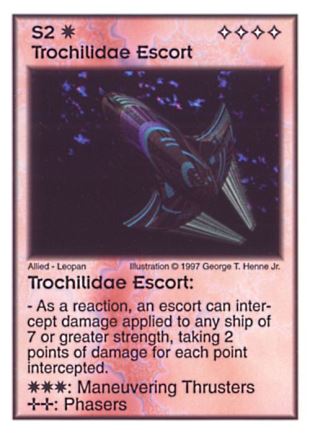 S2 ✷ ✧✧✧✧
Trochilidae Escort
Allied - Leopan Illustration © 1997 George T. Henne Jr.
Trochilidae Escort:
- As a reaction, an escort can inter-
cept damage applied to any ship of
7 or greater strength, taking 2
points of damage for each point
intercepted.
✷✷✷: Maneuvering Thrusters
✢✢: Phasers